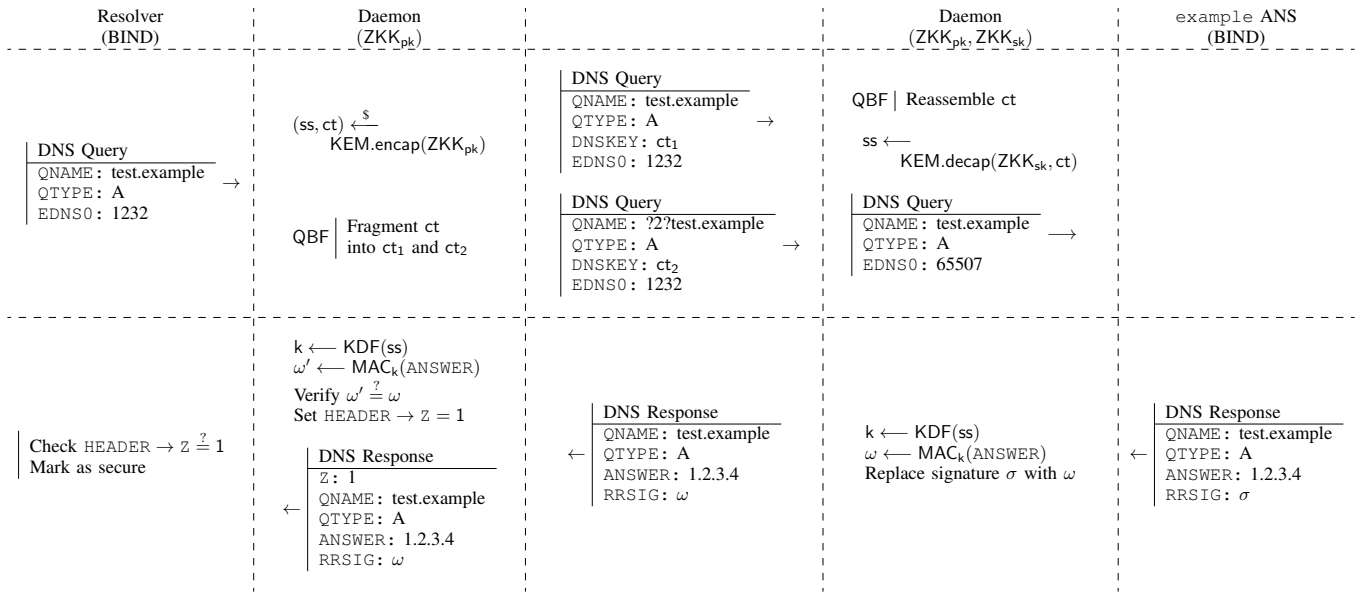 Resolver
(BIND)
Daemon
(ZKK_pk)
Daemon
(ZKK_pk, ZKK_sk)
example ANS
(BIND)
DNS Query
QNAME: test.example
QTYPE: A
EDNS0: 1232
→
(ss, ct) ⟵$
KEM.encap(ZKK_pk)
QBF | Fragment ct
into ct₁ and ct₂
DNS Query
QNAME: test.example
QTYPE: A →
DNSKEY: ct₁
EDNS0: 1232
DNS Query
QNAME: ?2?test.example
QTYPE: A →
DNSKEY: ct₂
EDNS0: 1232
QBF | Reassemble ct
ss ⟵
KEM.decap(ZKK_sk, ct)
DNS Query
QNAME: test.example
QTYPE: A ⟶
EDNS0: 65507
Check HEADER → Z ≟ 1
Mark as secure
k ⟵ KDF(ss)
ω′ ⟵ MAC_k(ANSWER)
Verify ω′ ≟ ω
Set HEADER → Z = 1
DNS Response
Z: 1
QNAME: test.example
← QTYPE: A
ANSWER: 1.2.3.4
RRSIG: ω
DNS Response
QNAME: test.example
← QTYPE: A
ANSWER: 1.2.3.4
RRSIG: ω
k ⟵ KDF(ss)
ω ⟵ MAC_k(ANSWER)
Replace signature σ with ω
DNS Response
QNAME: test.example
← QTYPE: A
ANSWER: 1.2.3.4
RRSIG: σ